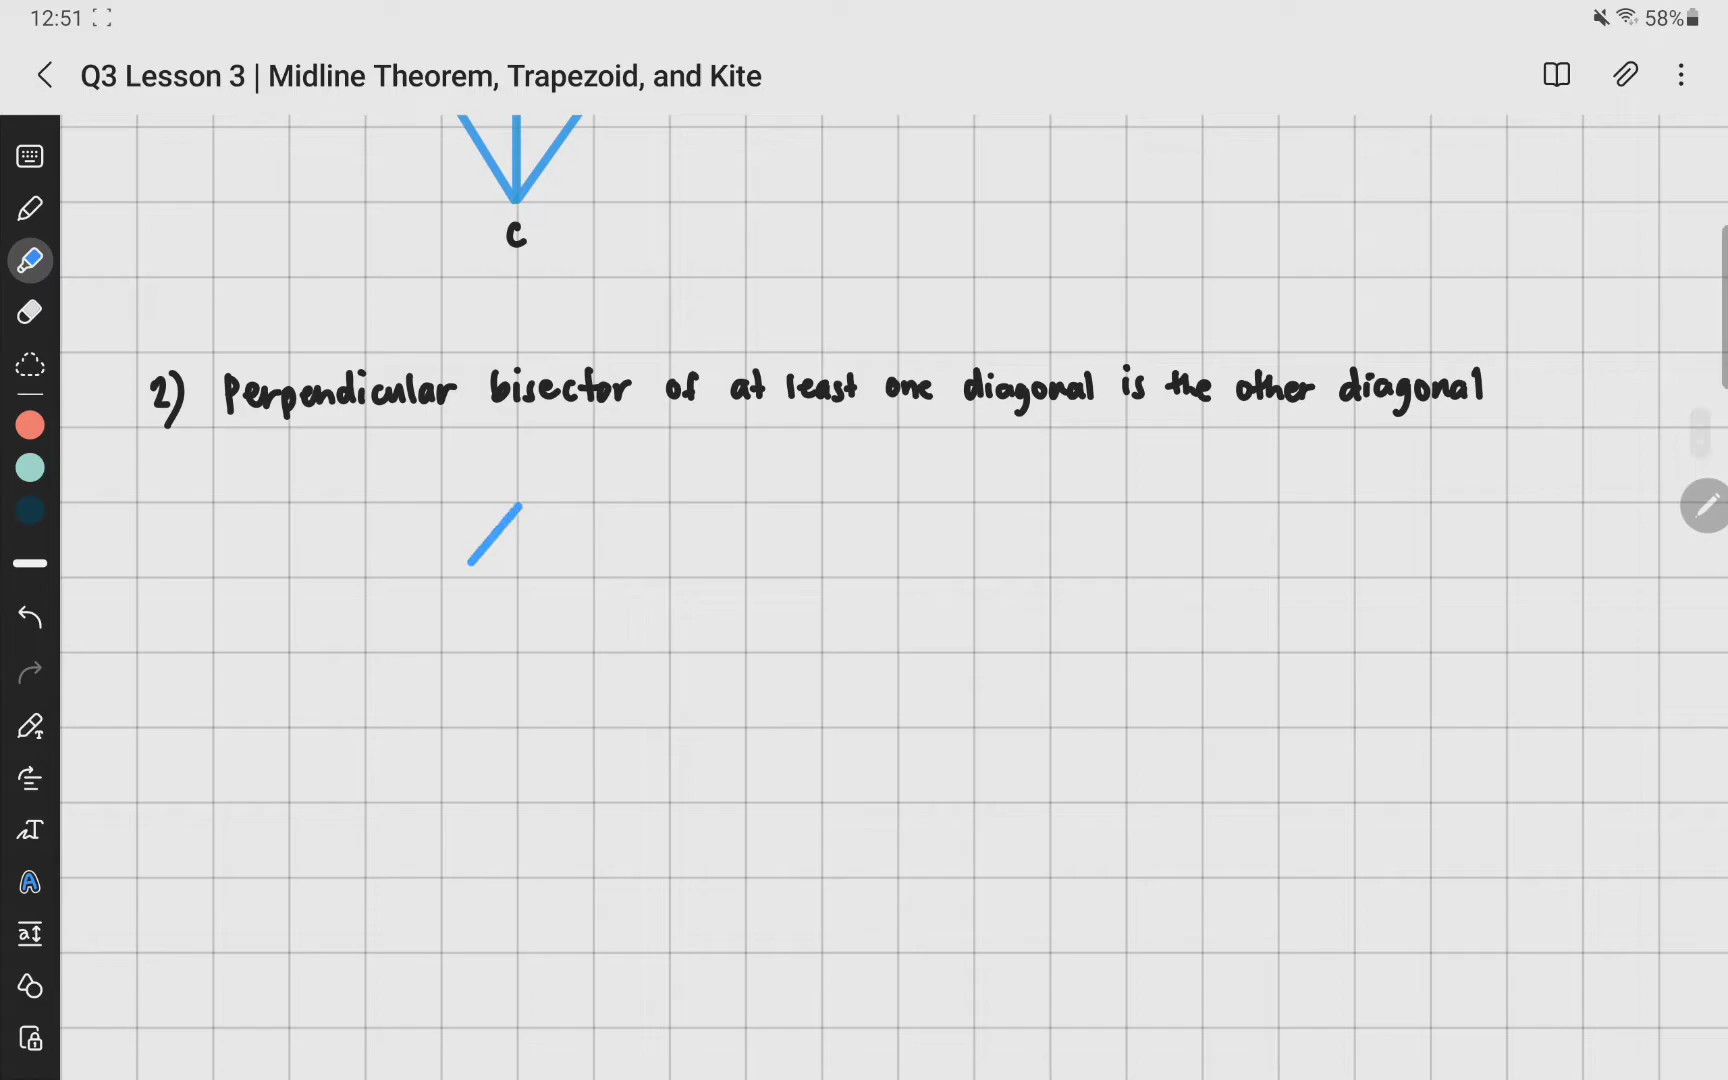 12:51
58%
Q3 Lesson 3 | Midline Theorem, Trapezoid, and Kite
C
2) Perpendicular bisector of at least one diagonal is the other diagonal